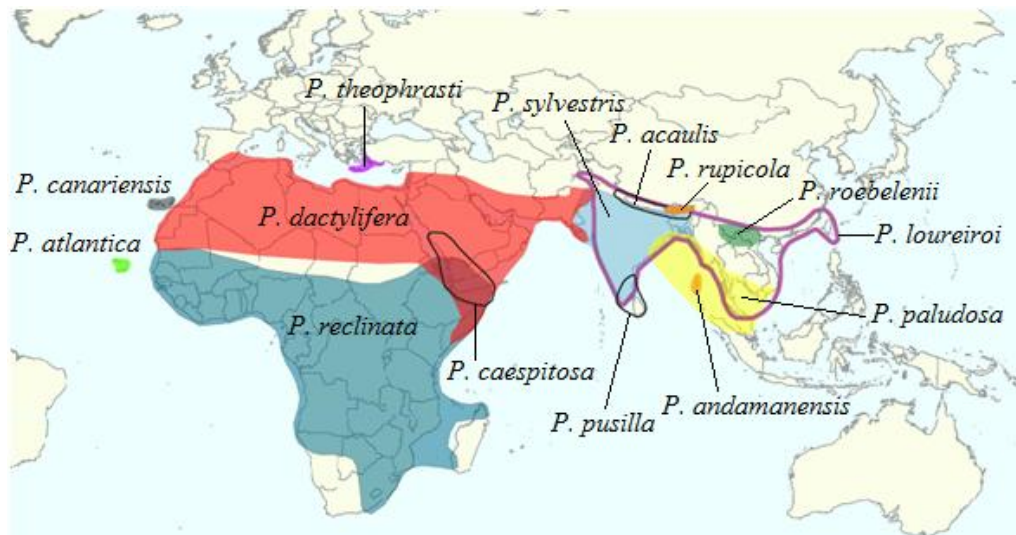 P. theophrasti
P. sylvestris
P. acaulis
P. rupicola
P. canariensis
P. roebelenii
P. dactylifera
P. atlantica
P. loureiroi
P. reclinata
P. paludosa
P. caespitosa
P. andamanensis
P. pusilla